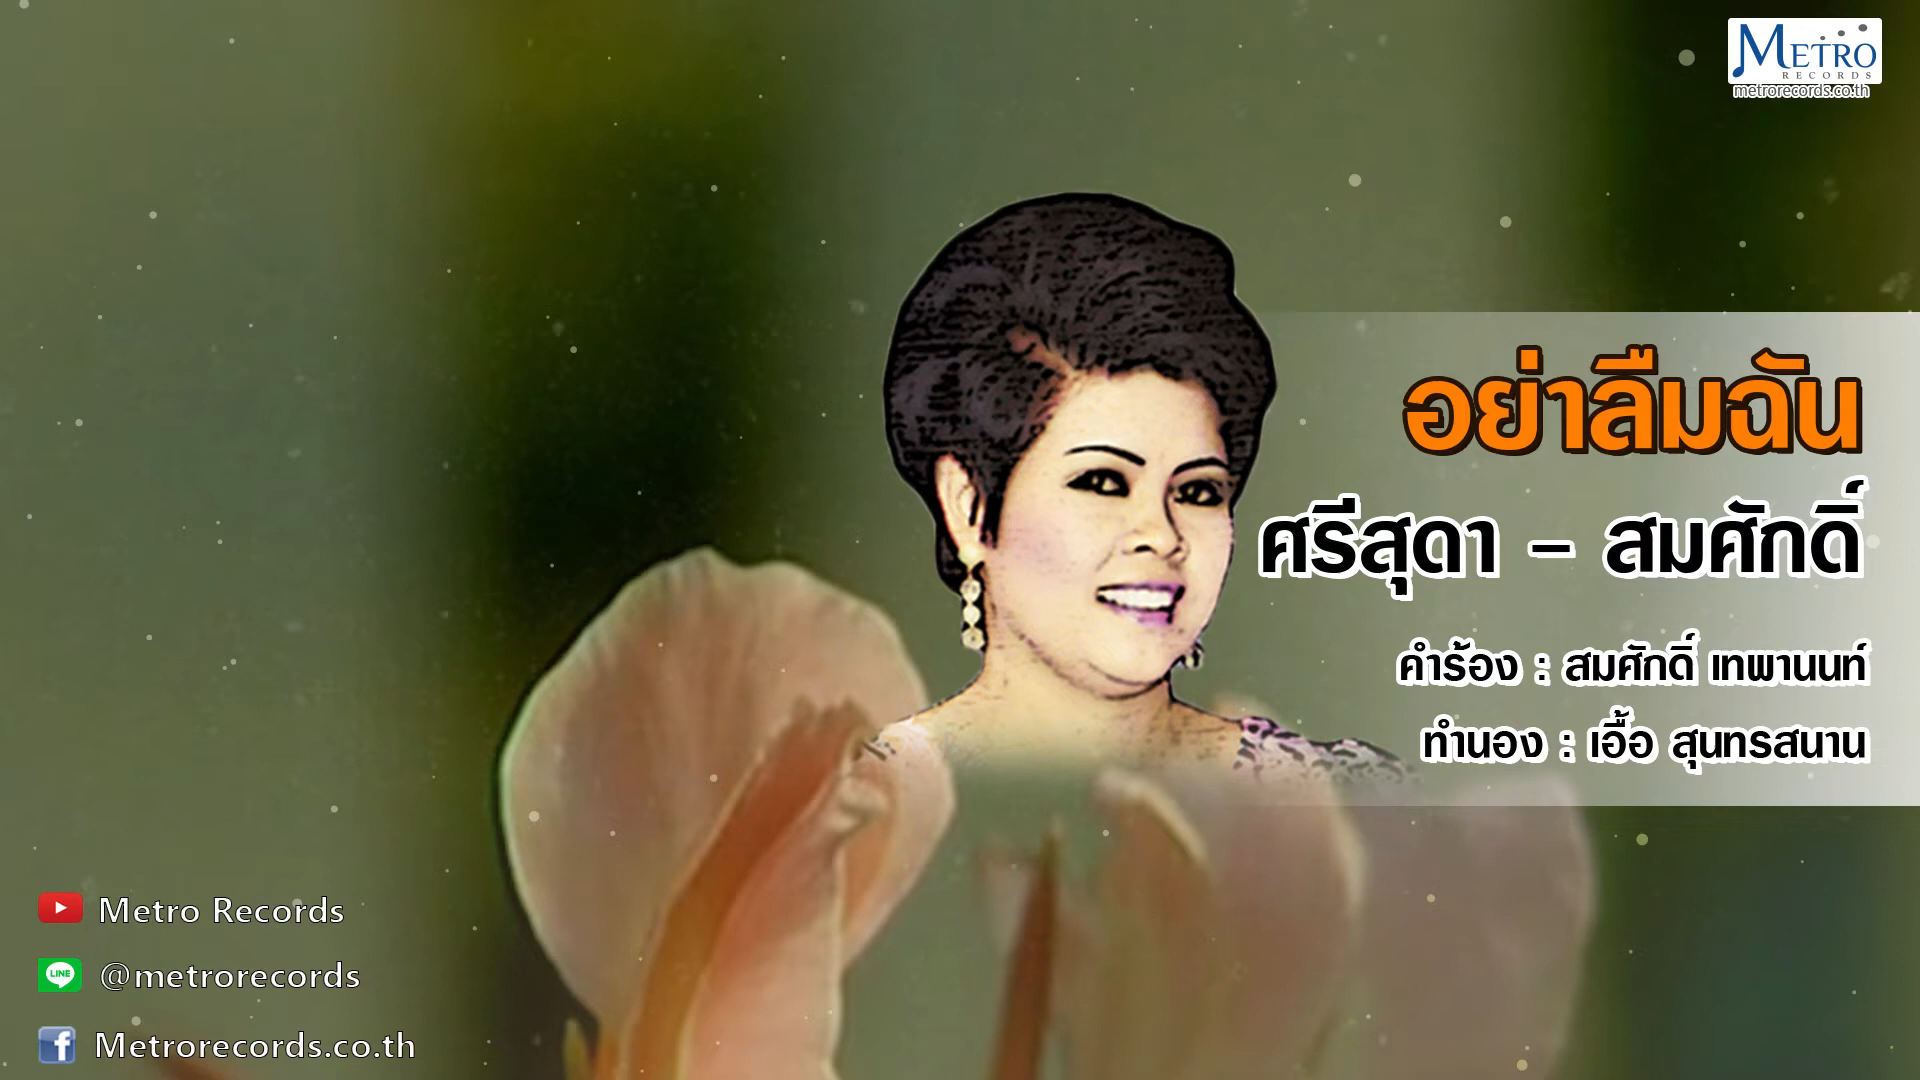 METRO
RECORDS
metrorecords.co.th
อย่าลืมฉัน
ศรีสุดา – สมศักดิ์
คำร้อง : สมศักดิ์ เทพานนท์
ทำนอง : เอื้อ สุนทรสนาน
Metro Records
LINE @metrorecords
f Metrorecords.co.th